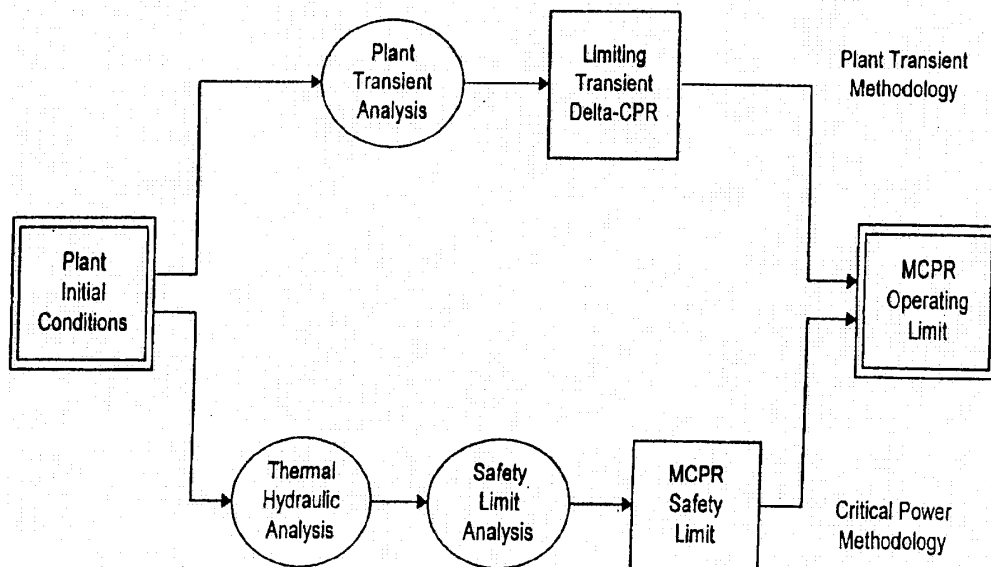 Plant
Transient
Analysis
Limiting
Transient
Delta-CPR
Plant Transient
Methodology
Plant
Initial
Conditions
MCPR
Operating
Limit
Thermal
Hydraulic
Analysis
Safety
Limit
Analysis
MCPR
Safety
Limit
Critical Power
Methodology